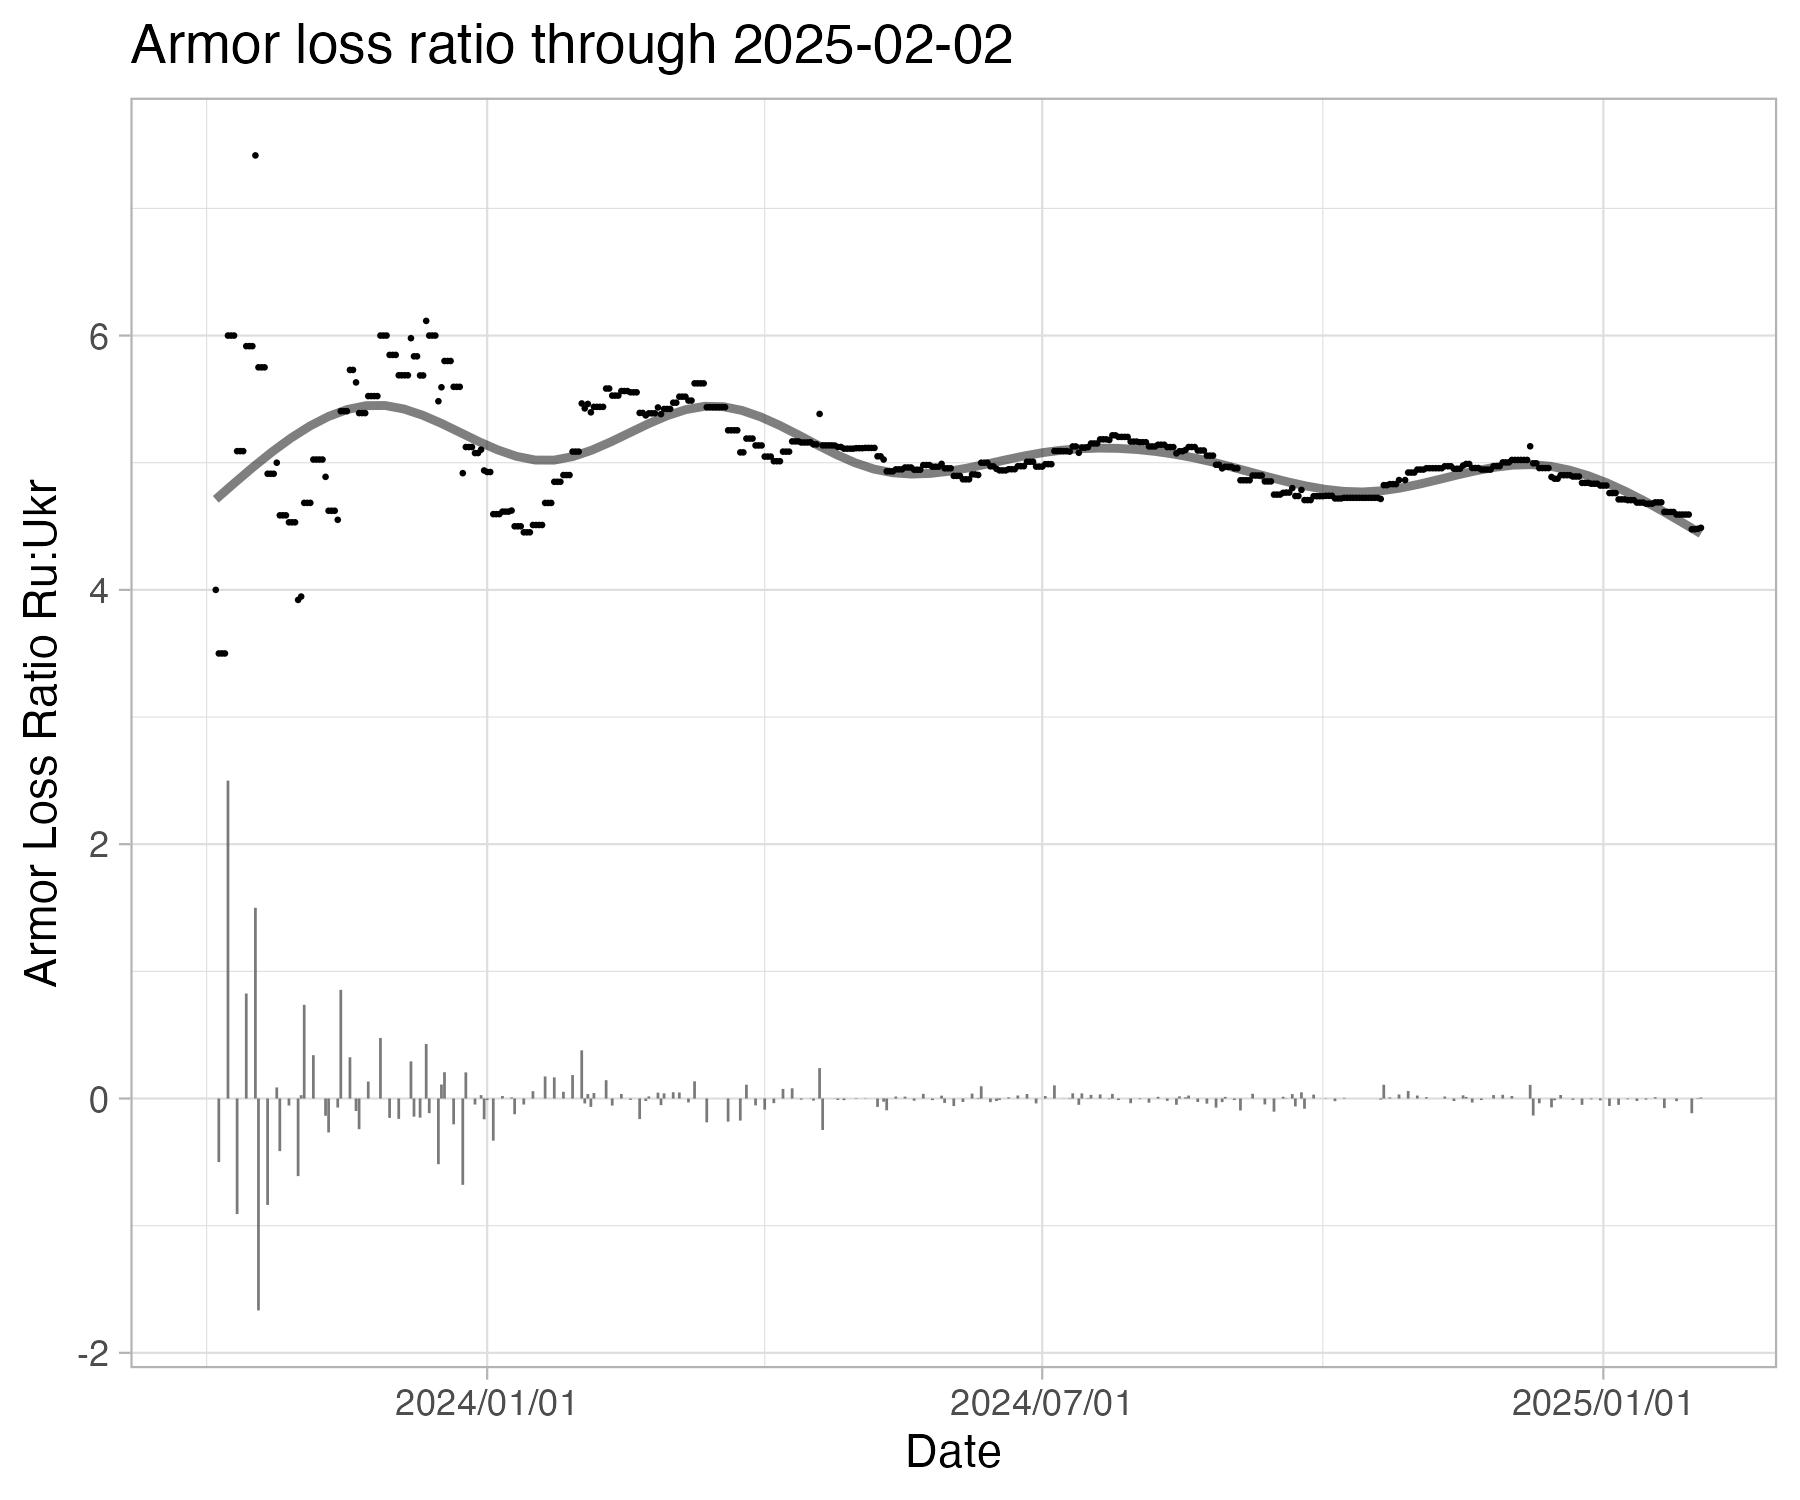 Armor loss ratio through 2025-02-02
Armor Loss Ratio Ru:Ukr
6
4
2
0
-2
2024/01/01
2024/07/01
2025/01/01
Date